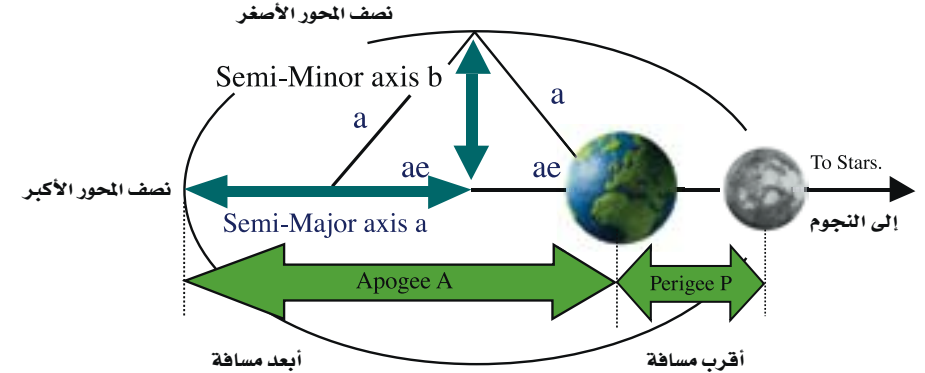 نصف المحور الأصغر
Semi-Minor axis b
a
a
ae
ae
To Stars.
نصف المحور الأكبر
إلى النجوم
Semi-Major axis a
Apogee A
Perigee P
أبعد مسافة
أقرب مسافة